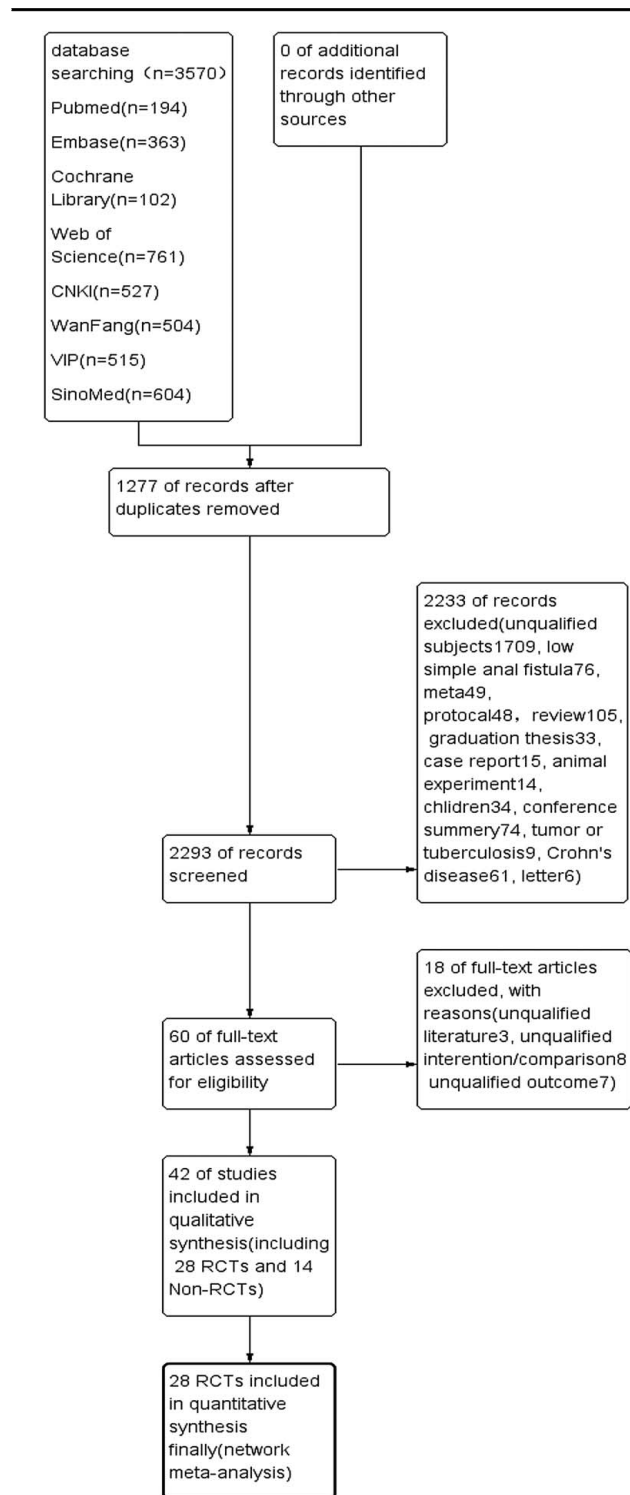 database
searching（n=3570）
Pubmed(n=194)
Embase(n=363)
Cochrane
Library(n=102)
Web of
Science(n=761)
CNKI(n=527)
WanFang(n=504)
VIP(n=515)
SinoMed(n=604)
0 of additional
records identified
through other
sources
1277 of records after
duplicates removed
2233 of records
excluded(unqualified
subjects1709, low
simple anal fistula76,
meta49,
protocal48，review105,
graduation thesis33,
case report15, animal
experiment14,
chlidren34, conference
summery74, tumor or
tuberculosis9, Crohn's
disease61, letter6)
2293 of records
screened
18 of full-text articles
excluded, with
reasons(unqualified
literature3, unqualified
interention/comparison8
unqualified outcome7)
60 of full-text
articles assessed
for eligibility
42 of studies
included in
qualitative
synthesis(including
28 RCTs and 14
Non-RCTs)
28 RCTs included
in quantitative
synthesis
finally(network
meta-analysis)